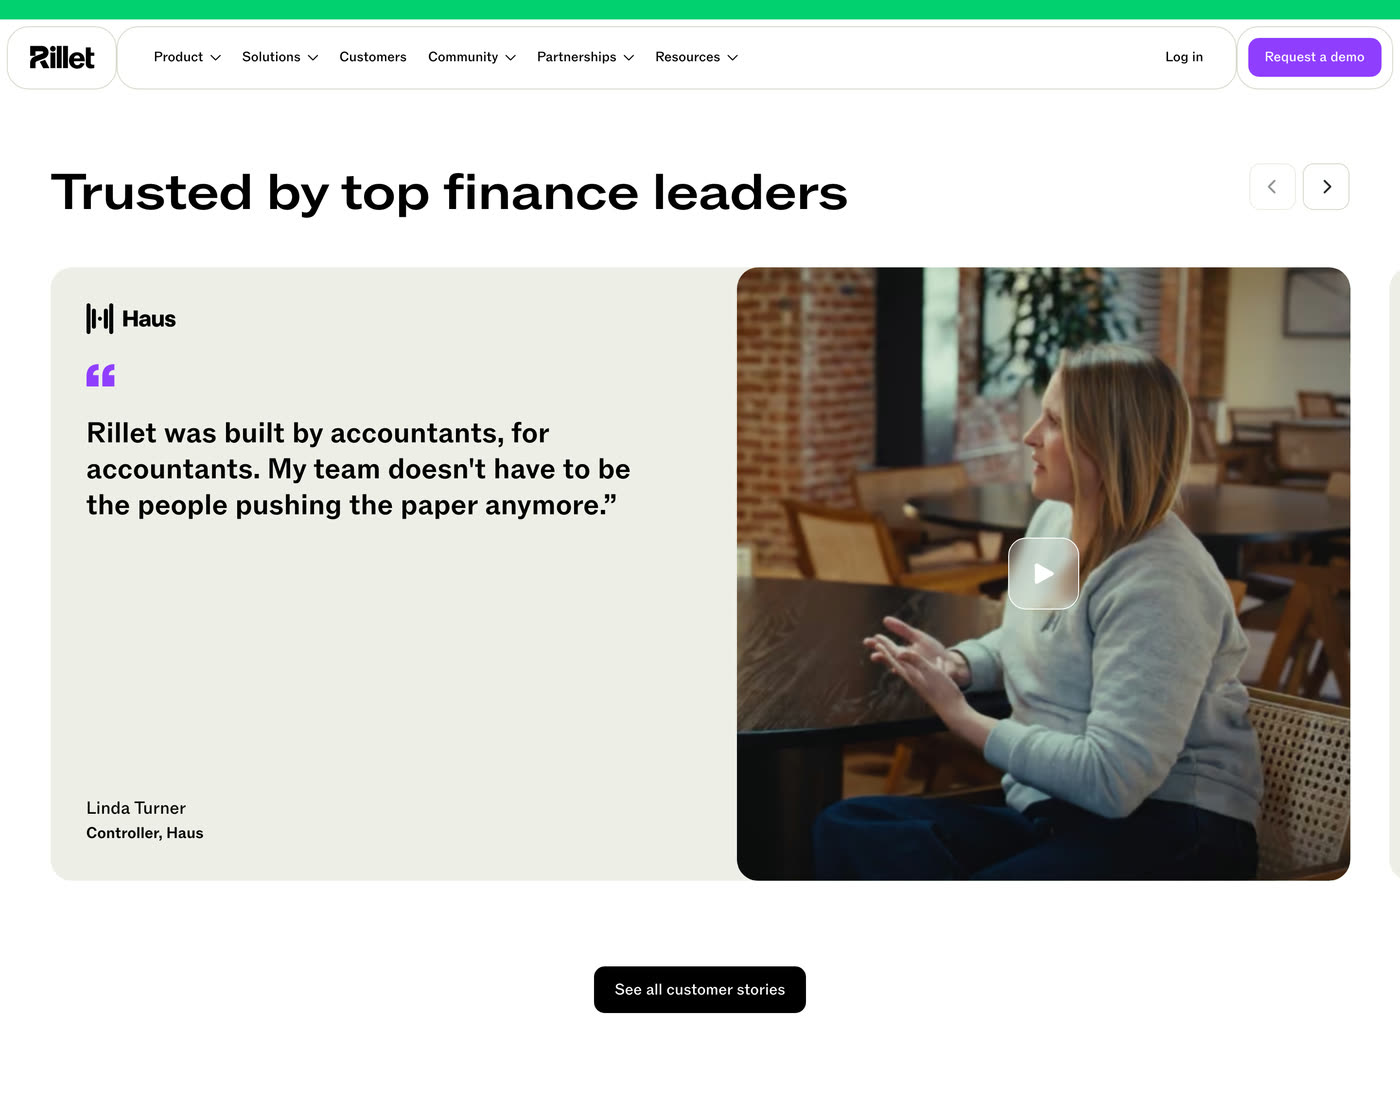 Rillet
Product
Solutions
Customers
Community
Partnerships
Resources
Log in
Request a demo
Trusted by top finance leaders
Haus
“
Rillet was built by accountants, for
accountants. My team doesn't have to be
the people pushing the paper anymore.”
Linda Turner
Controller, Haus
See all customer stories